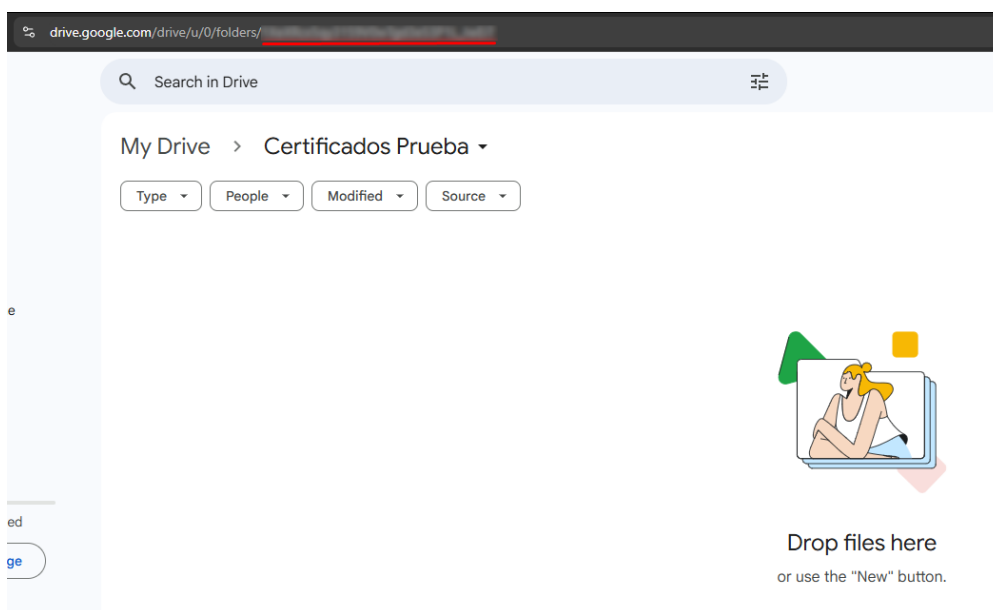 drive.google.com/drive/u/0/folders/
Search in Drive
My Drive > Certificados Prueba
Type People Modified Source
e
ed
ge
Drop files here
or use the "New" button.